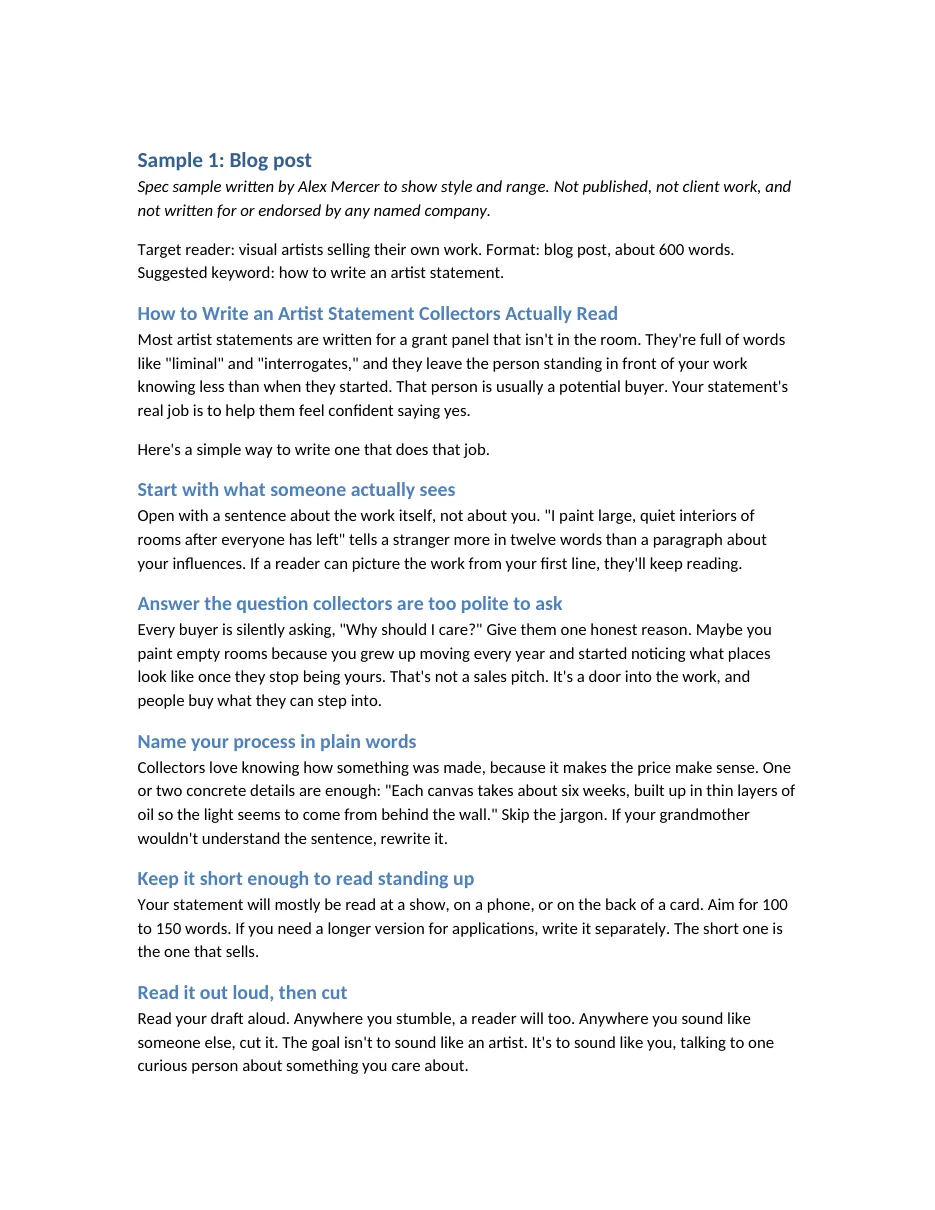 Sample 1: Blog post
Spec sample written by Alex Mercer to show style and range. Not published, not client work, and
not written for or endorsed by any named company.
Target reader: visual artists selling their own work. Format: blog post, about 600 words.
Suggested keyword: how to write an artist statement.
How to Write an Artist Statement Collectors Actually Read
Most artist statements are written for a grant panel that isn't in the room. They're full of words
like "liminal" and "interrogates," and they leave the person standing in front of your work
knowing less than when they started. That person is usually a potential buyer. Your statement's
real job is to help them feel confident saying yes.
Here's a simple way to write one that does that job.
Start with what someone actually sees
Open with a sentence about the work itself, not about you. "I paint large, quiet interiors of
rooms after everyone has left" tells a stranger more in twelve words than a paragraph about
your influences. If a reader can picture the work from your first line, they'll keep reading.
Answer the question collectors are too polite to ask
Every buyer is silently asking, "Why should I care?" Give them one honest reason. Maybe you
paint empty rooms because you grew up moving every year and started noticing what places
look like once they stop being yours. That's not a sales pitch. It's a door into the work, and
people buy what they can step into.
Name your process in plain words
Collectors love knowing how something was made, because it makes the price make sense. One
or two concrete details are enough: "Each canvas takes about six weeks, built up in thin layers of
oil so the light seems to come from behind the wall." Skip the jargon. If your grandmother
wouldn't understand the sentence, rewrite it.
Keep it short enough to read standing up
Your statement will mostly be read at a show, on a phone, or on the back of a card. Aim for 100
to 150 words. If you need a longer version for applications, write it separately. The short one is
the one that sells.
Read it out loud, then cut
Read your draft aloud. Anywhere you stumble, a reader will too. Anywhere you sound like
someone else, cut it. The goal isn't to sound like an artist. It's to sound like you, talking to one
curious person about something you care about.